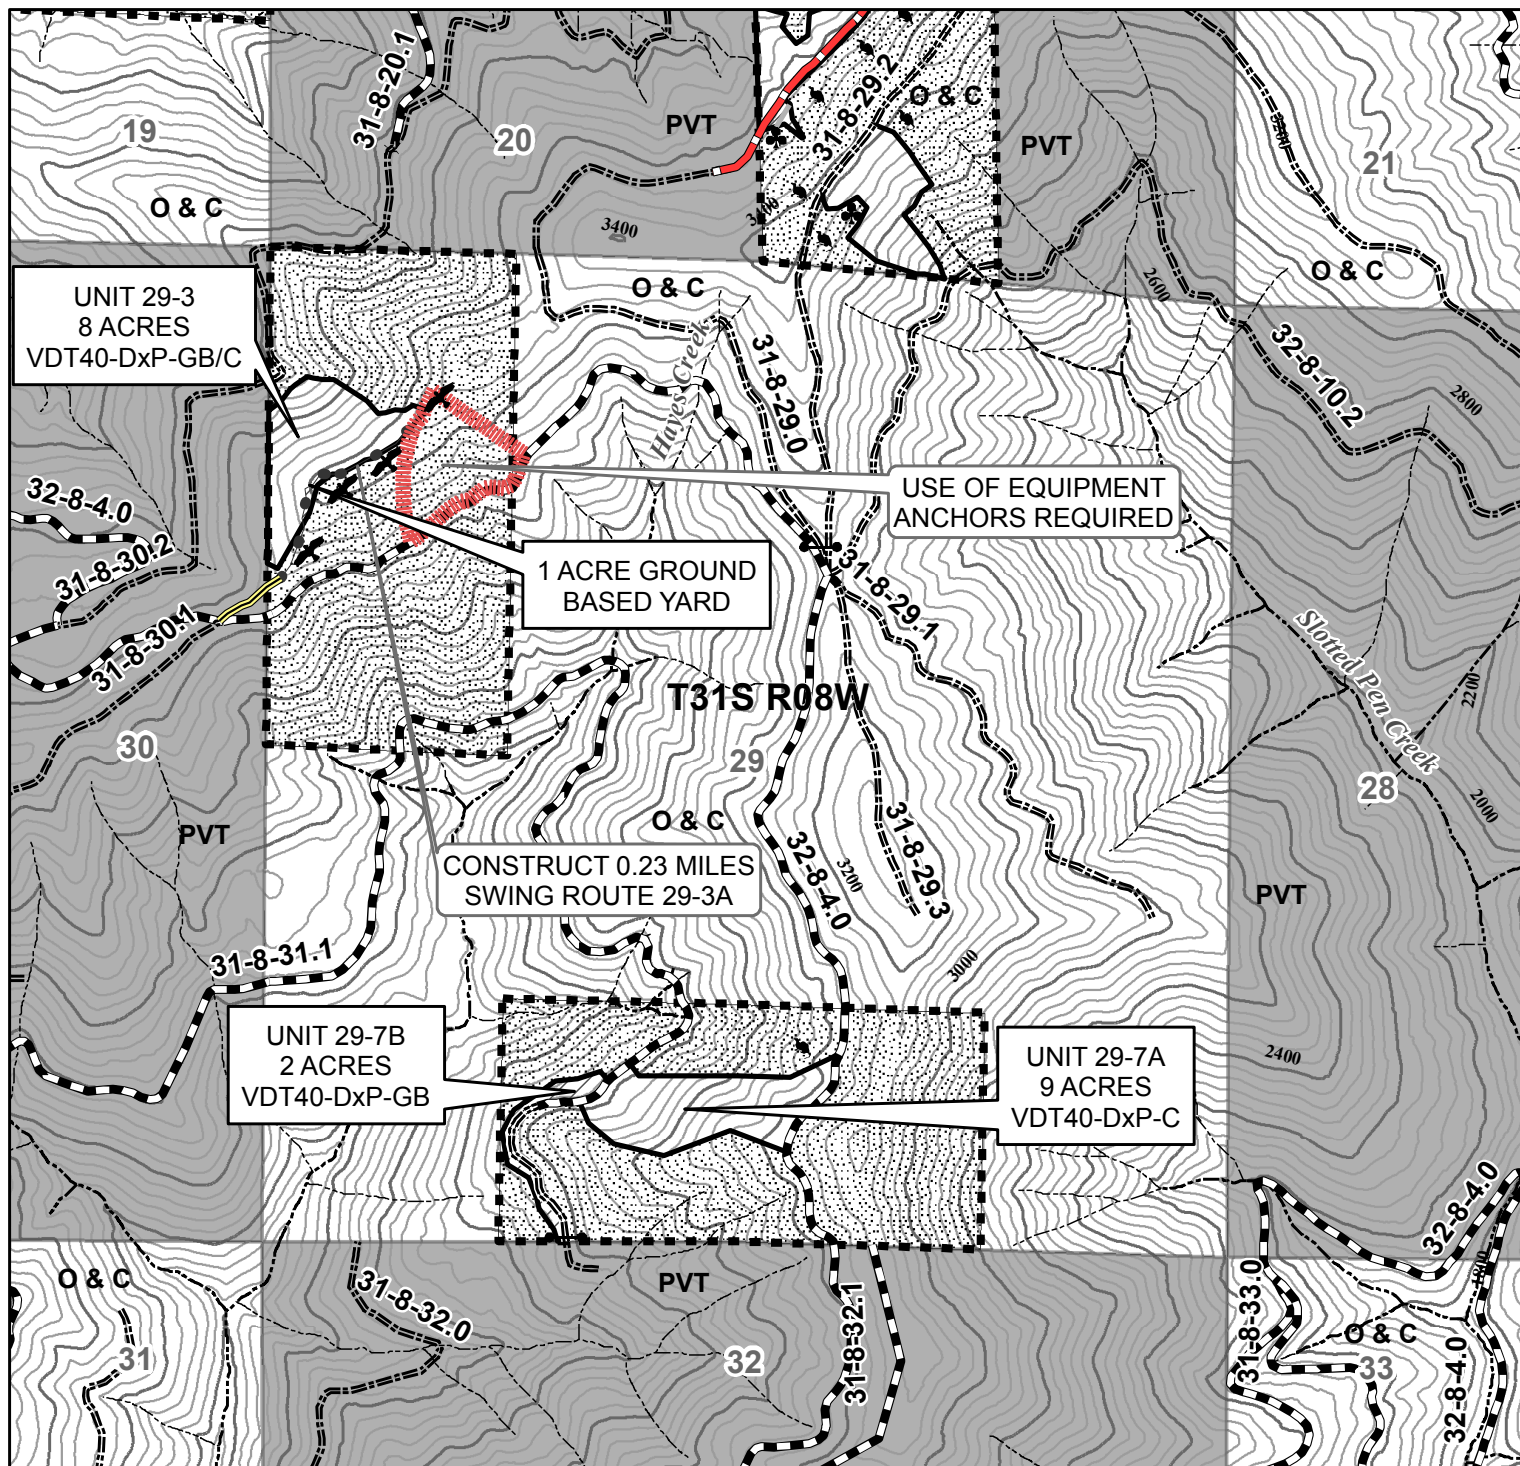 31-8-20.1
19
20
PVT
31-8-29.2
O & C
PVT
3200
21
O & C
3400
3400
O & C
O & C
2600
UNIT 29-3
8 ACRES
VDT40-DxP-GB/C
Hayes Creek
31-8-29.0
32-8-10.2
2800
32-8-4.0
USE OF EQUIPMENT
ANCHORS REQUIRED
31-8-30.2
1 ACRE GROUND
BASED YARD
31-8-29.1
31-8-30.1
Slotted Pen Creek
T31S R08W
2200
30
29
28
2000
PVT
O & C
31-8-29.3
32-8-4.0
3200
CONSTRUCT 0.23 MILES
SWING ROUTE 29-3A
PVT
31-8-31.1
3000
UNIT 29-7B
2 ACRES
VDT40-DxP-GB
UNIT 29-7A
9 ACRES
VDT40-DxP-C
2400
32-8-4.0
1800
O & C
31-8-32.0
PVT
31-8-32.1
31-8-33.0
O & C
31
32
33
32-8-4.0